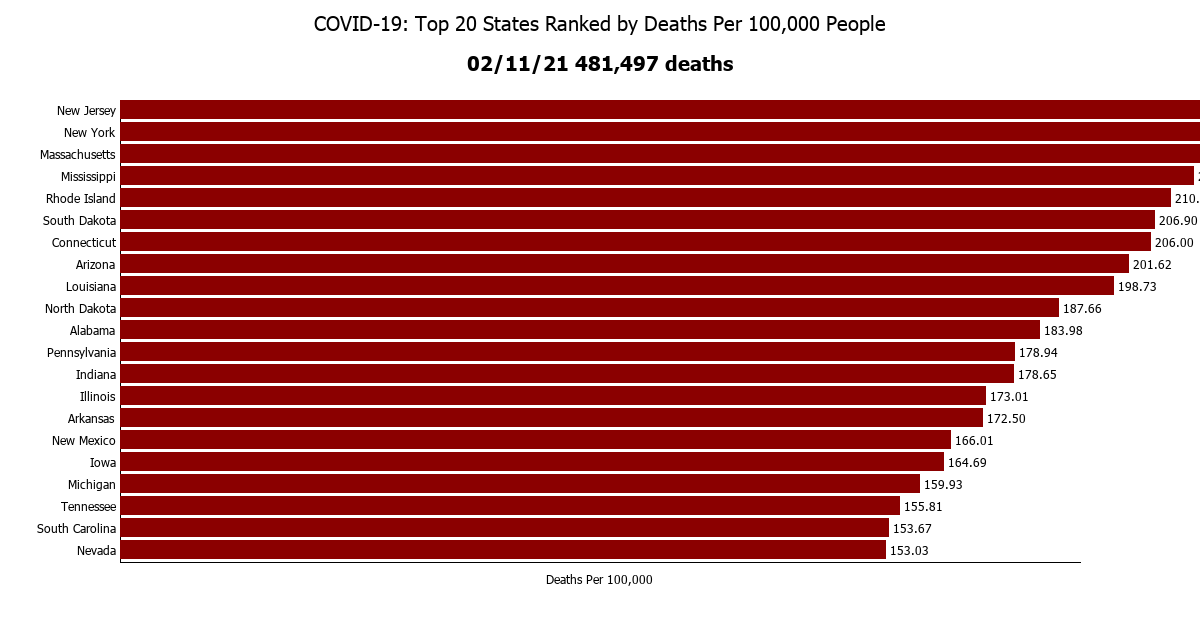 COVID-19: Top 20 States Ranked by Deaths Per 100,000 People
02/11/21 481,497 deaths
New Jersey
New York
Massachusetts
Mississippi
Rhode Island 210.
South Dakota 206.90
Connecticut 206.00
Arizona 201.62
Louisiana 198.73
North Dakota 187.66
Alabama 183.98
Pennsylvania 178.94
Indiana 178.65
Illinois 173.01
Arkansas 172.50
New Mexico 166.01
Iowa 164.69
Michigan 159.93
Tennessee 155.81
South Carolina 153.67
Nevada 153.03
Deaths Per 100,000